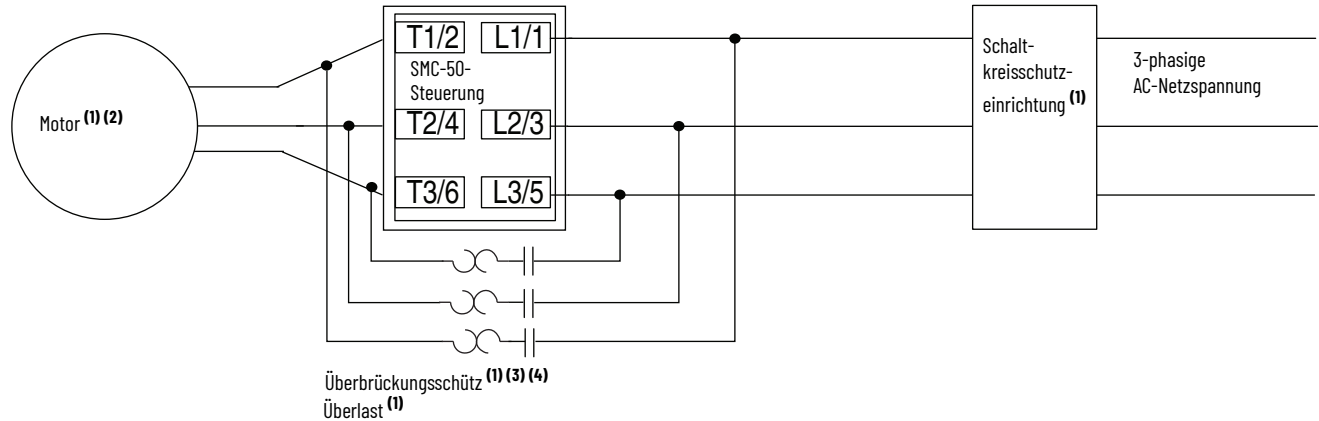 T1/2 L1/1
SMC-50-
Steuerung
T2/4 L2/3
T3/6 L3/5
Motor (1) (2)
Schalt-
kreisschutz-
einrichtung (1)
3-phasige
AC-Netzspannung
Überbrückungsschütz (1) (3) (4)
Überlast (1)